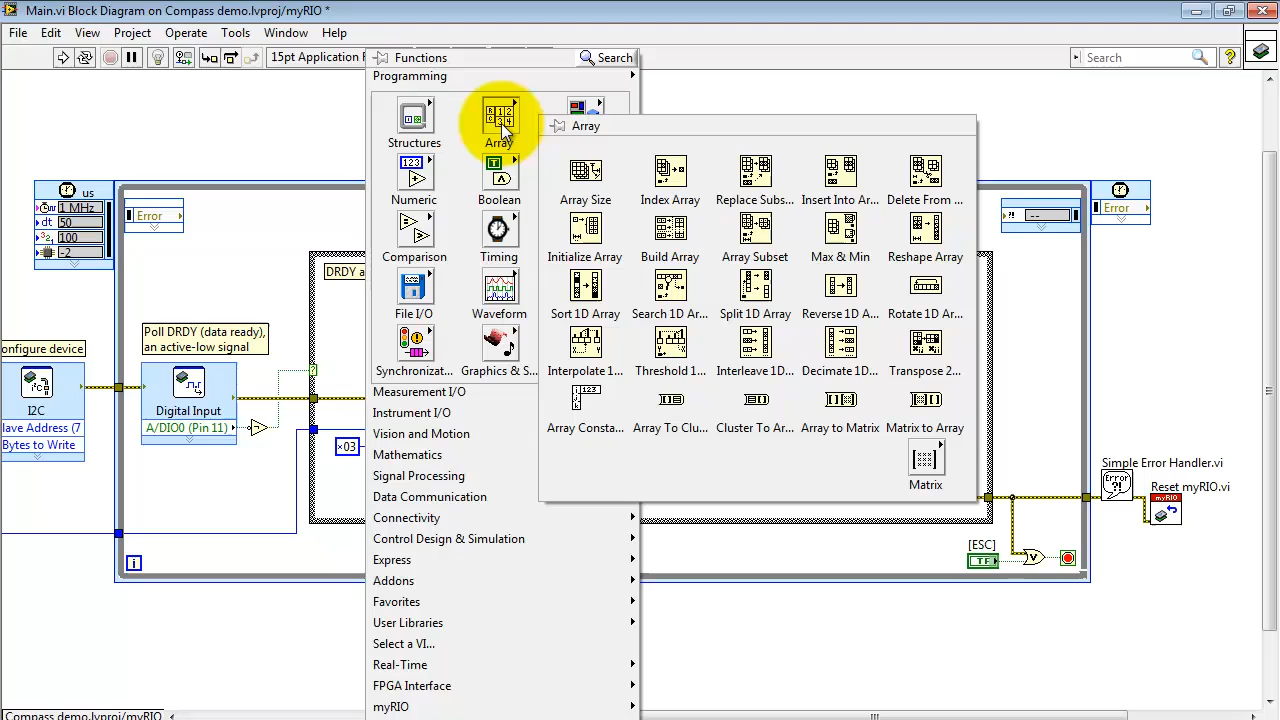 Main.vi Block Diagram on Compass demo.lvproj/myRIO *
File Edit View Project Operate Tools Window Help
15pt Application F
Search
Functions
Search
Programming
Structures
Array
Numeric
Boolean
Comparison
Timing
File I/O
Waveform
Synchronizat...
Graphics & S...
Measurement I/O
Instrument I/O
Vision and Motion
Mathematics
Signal Processing
Data Communication
Connectivity
Control Design & Simulation
Express
Addons
Favorites
User Libraries
Select a VI...
Real-Time
FPGA Interface
myRIO
Array
Array Size
Index Array
Replace Subs...
Insert Into Ar...
Delete From ...
Initialize Array
Build Array
Array Subset
Max & Min
Reshape Array
Sort 1D Array
Search 1D Ar...
Split 1D Array
Reverse 1D A...
Rotate 1D Ar...
Interpolate 1...
Threshold 1...
Interleave 1D...
Decimate 1D...
Transpose 2...
Array Consta...
Array To Clu...
Cluster To Ar...
Array to Matrix
Matrix to Array
Matrix
us
1 MHz
dt 50
100
-2
Error
DRDY a
Poll DRDY (data ready),
an active-low signal
onfigure device
I2C
lave Address (7
Bytes to Write
Digital Input
A/DIO0 (Pin 11)
?
×03
i
?! --
Error
Simple Error Handler.vi
Error
?!
Reset myRIO.vi
myRIO
[ESC]
TF
V
Compass demo.lvproj/myRIO